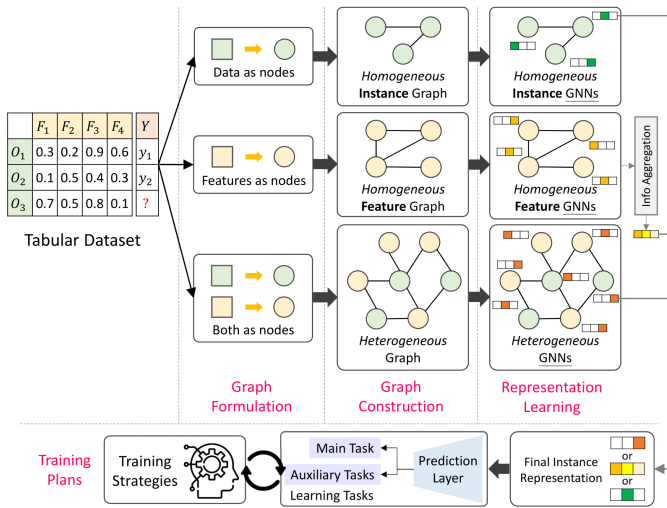 F1 F2 F3 F4 Y
O1 0.3 0.2 0.9 0.6 y1
O2 0.1 0.5 0.4 0.3 y2
O3 0.7 0.5 0.8 0.1 ?
Tabular Dataset
Data as nodes
Features as nodes
Both as nodes
Graph
Formulation
Homogeneous
Instance Graph
Homogeneous
Feature Graph
Heterogeneous
Graph
Graph
Construction
Homogeneous
Instance GNNs
Homogeneous
Feature GNNs
Heterogeneous
GNNs
Representation
Learning
Info Aggregation
Training
Plans
Training
Strategies
Main Task
Auxiliary Tasks
Learning Tasks
Prediction
Layer
Final Instance
Representation
or
or